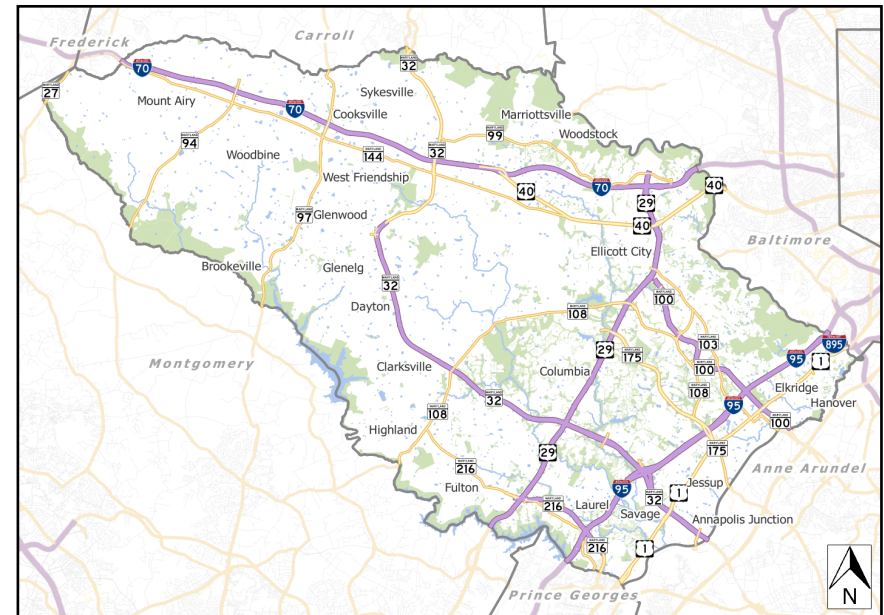 Frederick
Carroll
MARYLAND
32
INTERSTATE
70
27
Mount Airy
Sykesville
INTERSTATE
70
Cooksville
Marriottsville
94
99
Woodstock
Woodbine
144
32
West Friendship
40
70
40
29
97
Glenwood
40
Ellicott City
Baltimore
Brookeville
Glenelg
32
100
Dayton
108
103
895
29
175
95
1
Montgomery
Clarksville
Columbia
100
Elkridge
32
108
95
Hanover
108
100
Highland
29
175
Anne Arundel
216
Fulton
95
Jessup
1
32
216
Laurel
Savage
Annapolis Junction
216
1
Prince Georges
N